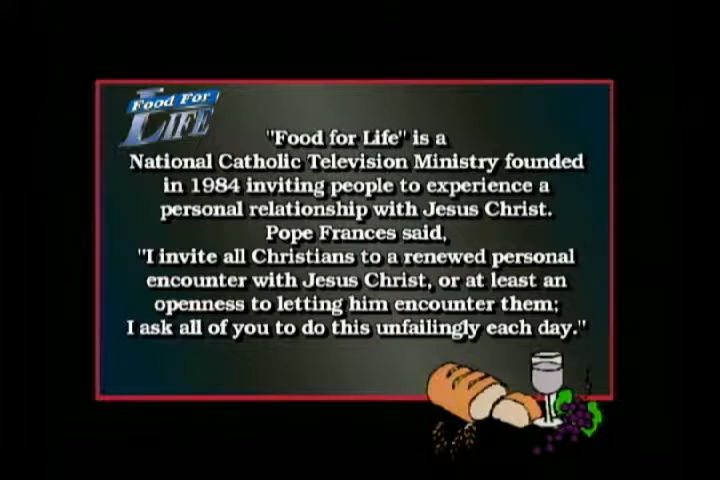 Food For
LIFE
"Food for Life" is a
National Catholic Television Ministry founded
in 1984 inviting people to experience a
personal relationship with Jesus Christ.
Pope Frances said,
"I invite all Christians to a renewed personal
encounter with Jesus Christ, or at least an
openness to letting him encounter them;
I ask all of you to do this unfailingly each day."